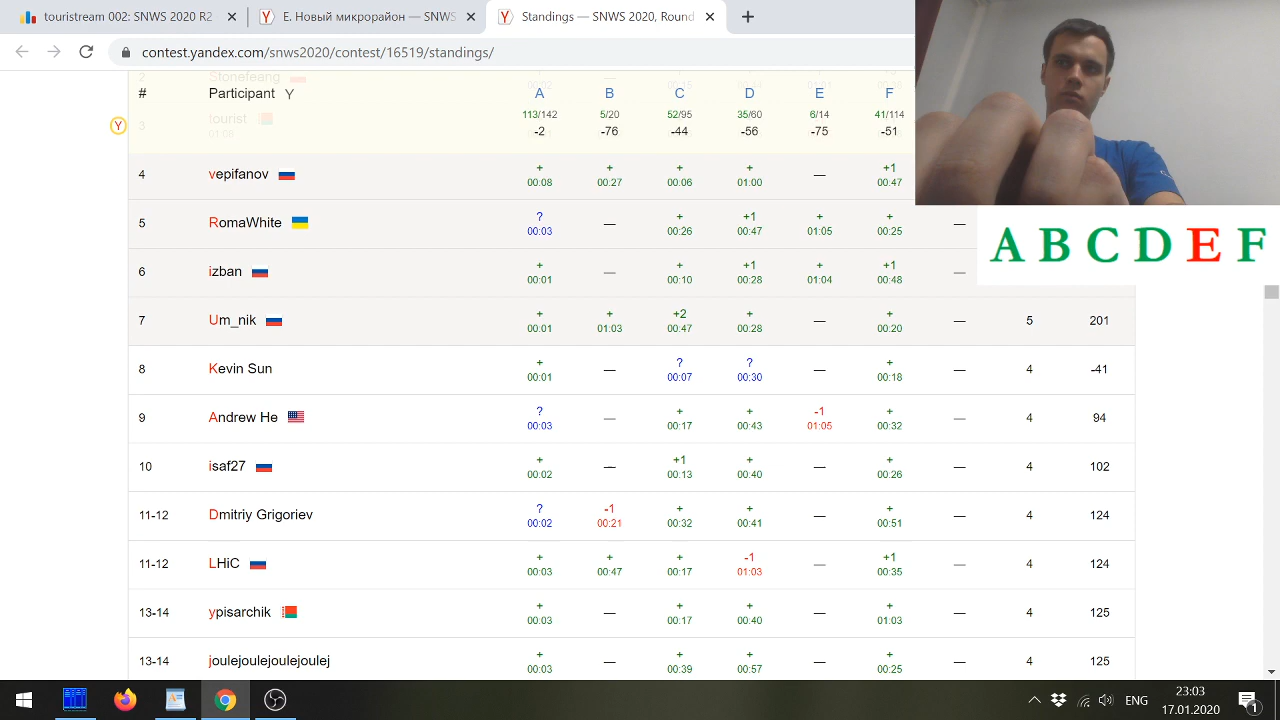 touristream 002: SNWS 2020 R2
E. Новый микрорайон — SNWS
Standings — SNWS 2020, Round
contest.yandex.com/snws2020/contest/16519/standings/
2 Stonefeang — —
# Participant A B C D E F
113/142 5/20 52/95 35/60 6/14 41/114
3 tourist -2 -76 -44 -56 -75 -51
01:08
4 vepifanov + + + + — +1
00:08 00:27 00:06 01:00 00:47
5 RomaWhite ? — + +1 + + —
00:03 00:26 00:47 01:05 00:25
6 izban + — + +1 + +1 —
00:01 00:10 00:28 01:04 00:48
7 Um_nik + + +2 + — + — 5 201
00:01 01:03 00:47 00:28 00:20
8 Kevin Sun + — ? ? — + — 4 -41
00:01 00:07 00:30 00:18
9 Andrew He ? — + + -1 + — 4 94
00:03 00:17 00:43 01:05 00:32
10 isaf27 + — +1 + — + — 4 102
00:02 00:13 00:40 00:26
11-12 Dmitriy Grigoriev ? -1 + + — + — 4 124
00:02 00:21 00:32 00:41 00:51
11-12 LHiC + + + -1 — +1 — 4 124
00:03 00:47 00:17 01:03 00:35
13-14 ypisarchik + — + + — + — 4 125
00:03 00:17 00:40 01:03
13-14 joulejoulejoulejoulej + — + + — + — 4 125
00:03 00:39 00:57 00:25
A B C D E F
ENG
23:03
17.01.2020
1